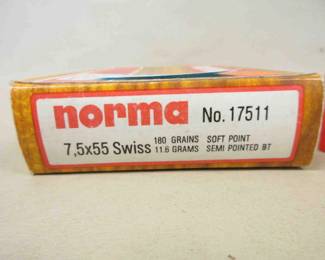 norma No. 17511
7,5x55 Swiss 180 GRAINS SOFT POINT
11.6 GRAMS SEMI POINTED BT